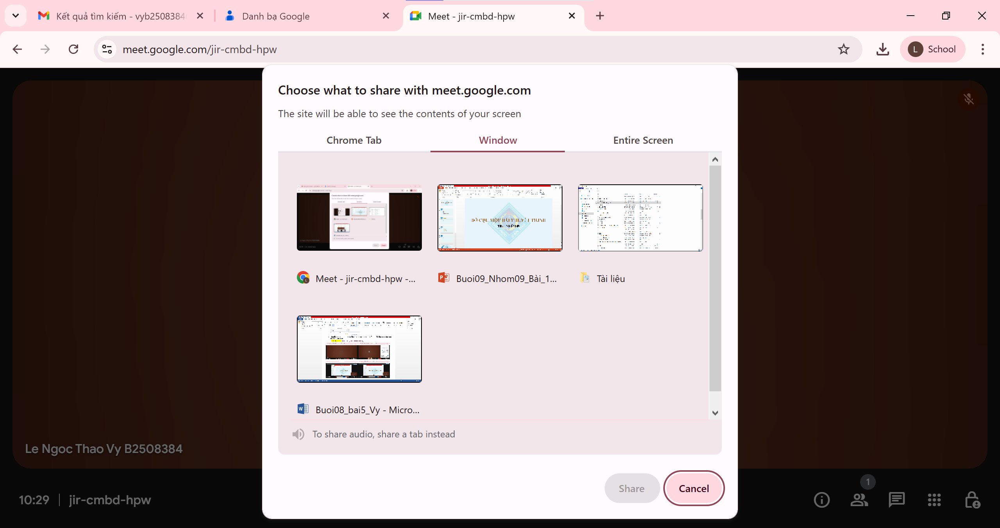 Kết quả tìm kiếm - vyb2508384
Danh bạ Google
Meet - jir-cmbd-hpw
meet.google.com/jir-cmbd-hpw
L School
Choose what to share with meet.google.com
The site will be able to see the contents of your screen
Chrome Tab Window Entire Screen
Meet - jir-cmbd-hpw -...
Buoi09_Nhom09_Bài_1...
Tài liệu
Buoi08_bai5_Vy - Micro...
To share audio, share a tab instead
Share Cancel
Le Ngoc Thao Vy B2508384
10:29 jir-cmbd-hpw
1